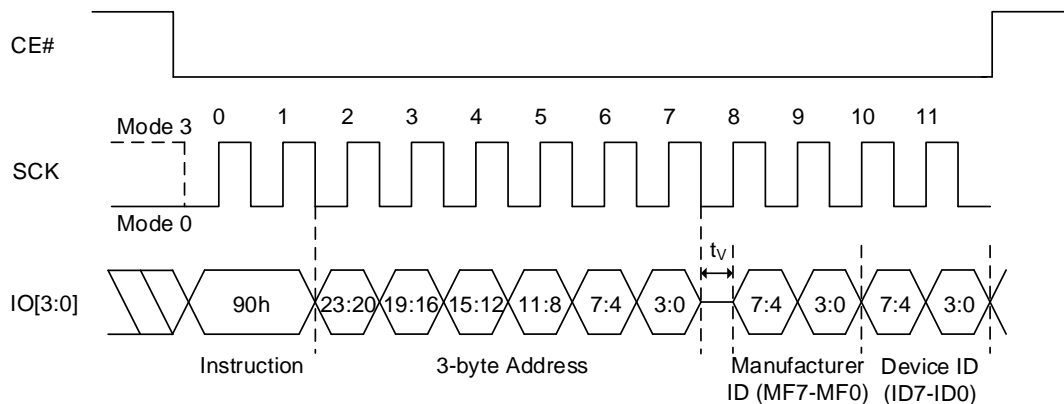 CE#
0 1 2 3 4 5 6 7 8 9 10 11
Mode 3
SCK
Mode 0
tV
IO[3:0] 90h 23:20 19:16 15:12 11:8 7:4 3:0 7:4 3:0 7:4 3:0
Instruction 3-byte Address Manufacturer Device ID
ID (MF7-MF0) (ID7-ID0)